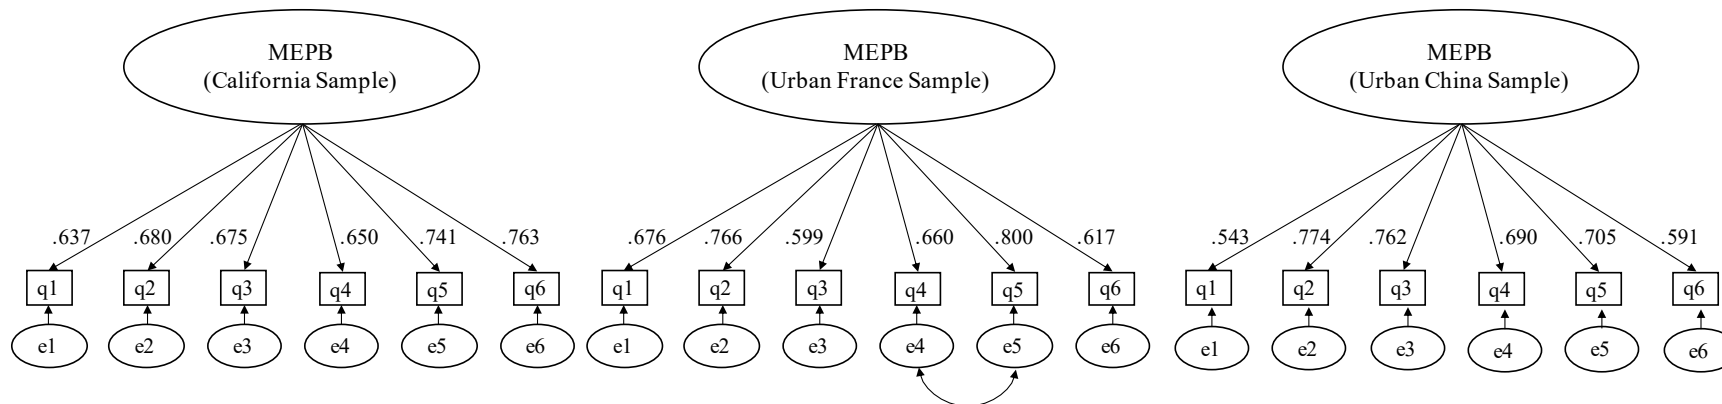 MEPB
(California Sample)
MEPB
(Urban France Sample)
MEPB
(Urban China Sample)
.637 .680 .675 .650 .741 .763
.676 .766 .599 .660 .800 .617
.543 .774 .762 .690 .705 .591
q1 q2 q3 q4 q5 q6
q1 q2 q3 q4 q5 q6
q1 q2 q3 q4 q5 q6
e1 e2 e3 e4 e5 e6
e1 e2 e3 e4 e5 e6
e1 e2 e3 e4 e5 e6